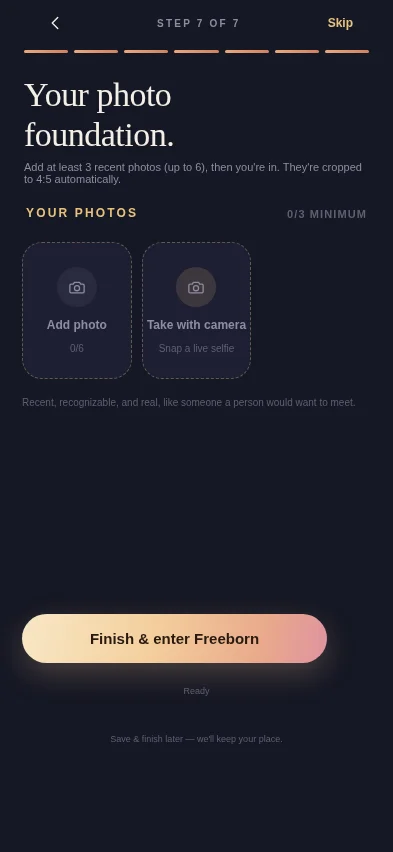 STEP 7 OF 7
Skip
Your photo
foundation.
Add at least 3 recent photos (up to 6), then you're in. They're cropped
to 4:5 automatically.
YOUR PHOTOS
0/3 MINIMUM
Add photo
0/6
Take with camera
Snap a live selfie
Recent, recognizable, and real, like someone a person would want to meet.
Finish & enter Freeborn
Ready
Save & finish later — we'll keep your place.